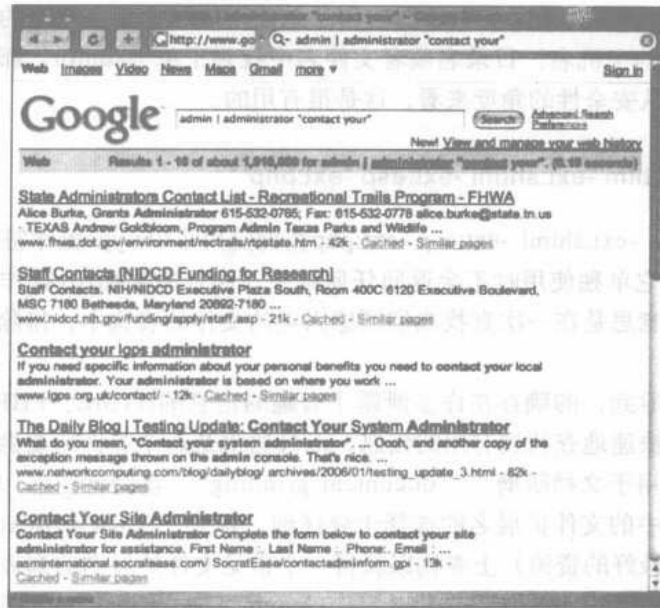 admin | administrator "contact your" - Google Search
http://www.go
Q- admin | administrator "contact your"
Web Images Video News Maps Gmail more ▼
Sign in
Google
admin | administrator "contact your"
Search
Advanced Search
Preferences
New! View and manage your web history
Web
Results 1 - 10 of about 1,910,000 for admin | administrator "contact your". (0.18 seconds)
State Administrators Contact List - Recreational Trails Program - FHWA
Alice Burke, Grants Administrator 615-532-0765; Fax: 615-532-0778 alice.burke@state.tn.us
. TEXAS Andrew Goldbloom, Program Admin Texas Parks and Wildlife ...
www.fhwa.dot.gov/environment/rectrails/rtpstate.htm - 42k - Cached - Similar pages
Staff Contacts [NIDCD Funding for Research]
Staff Contacts. NIH/NIDCD Executive Plaza South, Room 400C 6120 Executive Boulevard,
MSC 7180 Bethesda, Maryland 20892-7180 ...
www.nidcd.nih.gov/funding/apply/staff.asp - 21k - Cached - Similar pages
Contact your lgps administrator
If you need specific information about your personal benefits you need to contact your local
administrator. Your administrator is based on where you work ...
www.lgps.org.uk/contact/ - 12k - Cached - Similar pages
The Daily Blog | Testing Update: Contact Your System Administrator
What do you mean, "Contact your system administrator". ... Oooh, and another copy of the
exception message thrown on the admin console. That's nice.
www.networkcomputing.com/blog/dailyblog/ archives/2006/01/testing_update_3.html - 82k -
Cached - Similar pages
Contact Your Site Administrator
Contact Your Site Administrator Complete the form below to contact your site
administrator for assistance. First Name : Last Name : Phone: Email : ...
asminternational.socratease.com/ SocratEase/contactadminform.gpi - 13k -
Cached - Similar pages